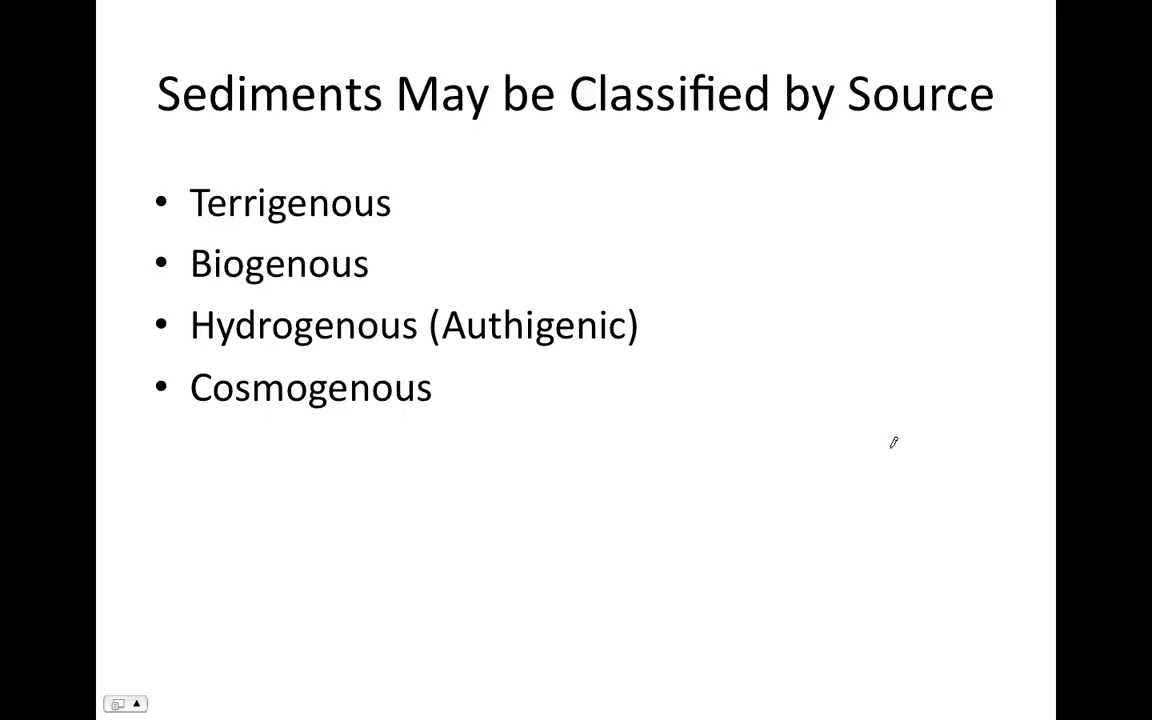 Sediments May be Classified by Source
• Terrigenous
• Biogenous
• Hydrogenous (Authigenic)
• Cosmogenous